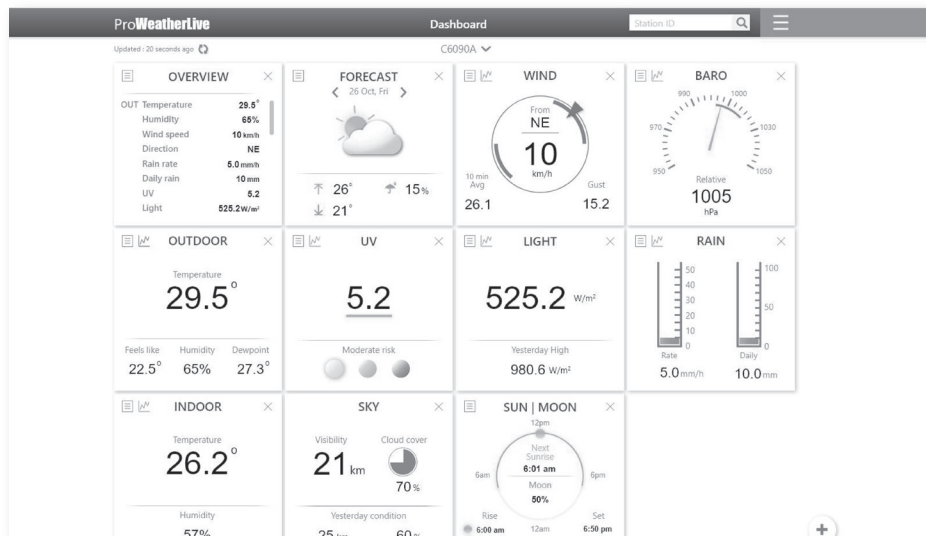 ProWeatherLive
Dashboard
Station ID
Updated : 20 seconds ago
C6090A
OVERVIEW
OUT Temperature 29.5°
Humidity 65%
Wind speed 10 km/h
Direction NE
Rain rate 5.0 mm/h
Daily rain 10 mm
UV 5.2
Light 525.2 W/m²
FORECAST
26 Oct, Fri
26° 15%
21°
WIND
From
NE
10
km/h
10 min
Avg Gust
26.1 15.2
BARO
990 1000
970 1030
950 1050
Relative
1005
hPa
OUTDOOR
Temperature
29.5°
Feels like Humidity Dewpoint
22.5° 65% 27.3°
UV
5.2
Moderate risk
LIGHT
525.2 W/m²
Yesterday High
980.6 W/m²
RAIN
50 100
40
30 50
20
10
0 0
Rate Daily
5.0 mm/h 10.0 mm
INDOOR
Temperature
26.2°
Humidity
57%
SKY
Visibility Cloud cover
21 km
70 %
Yesterday condition
25 km 60 %
SUN | MOON
12pm
Next
Sunrise
6:01 am
6am 6pm
Moon
50%
Rise Set
6:00 am 12am 6:50 pm